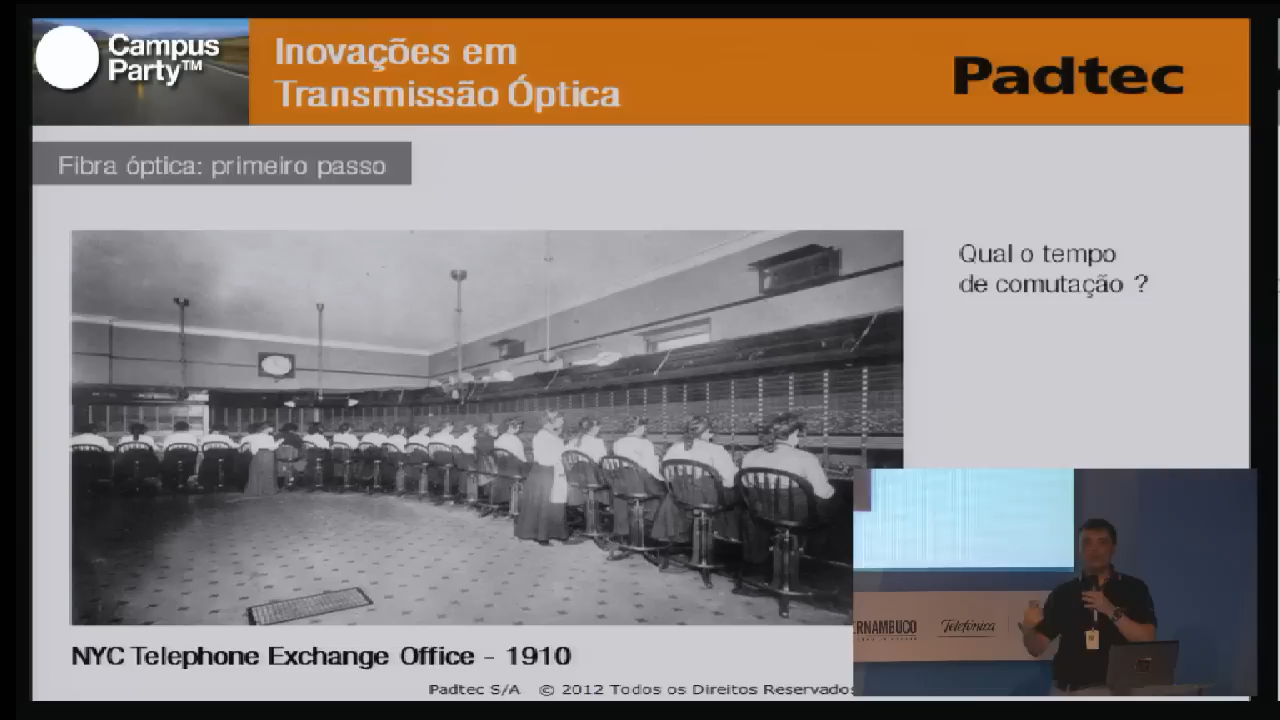 Campus
Party™
Inovações em
Transmissão Óptica
Padtec
Fibra óptica: primeiro passo
Qual o tempo
de comutação ?
NYC Telephone Exchange Office - 1910
Padtec S/A © 2012 Todos os Direitos Reservados
ERNAMBUCO
Telefónica